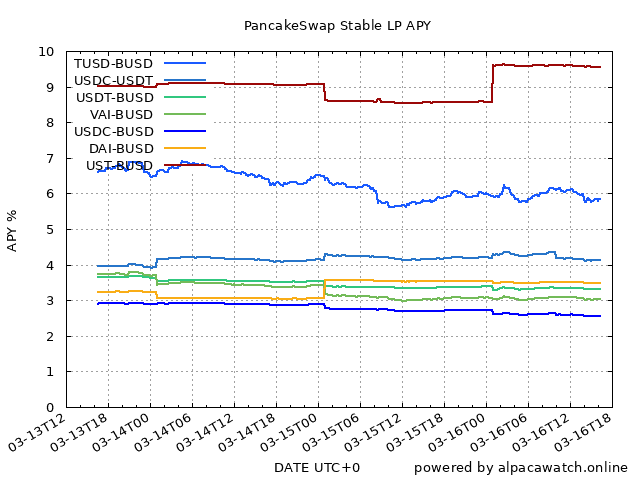 PancakeSwap Stable LP APY
10
9
8
7
6
5
4
3
2
1
0
APY %
TUSD-BUSD
USDC-USDT
USDT-BUSD
VAI-BUSD
USDC-BUSD
DAI-BUSD
UST-BUSD
03-13T12
03-13T18
03-14T00
03-14T06
03-14T12
03-14T18
03-15T00
03-15T06
03-15T12
03-15T18
03-16T00
03-16T06
03-16T12
03-16T18
DATE UTC+0
powered by alpacawatch.online